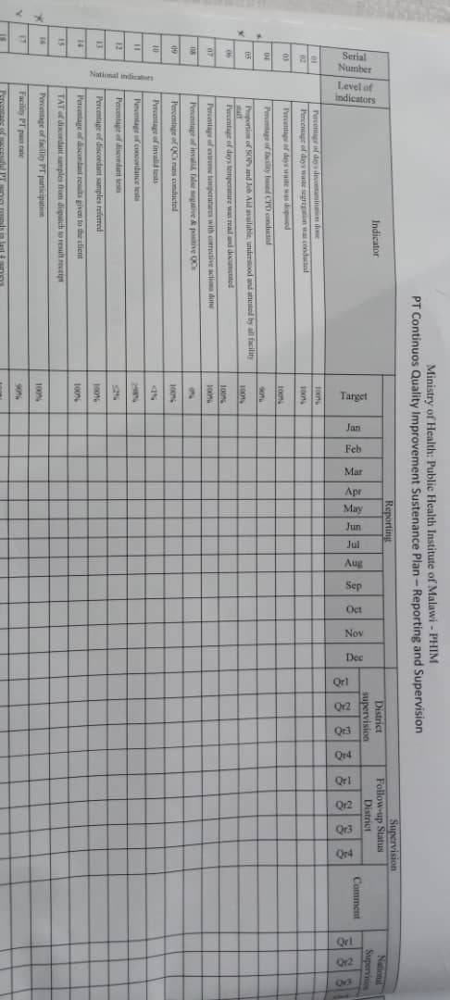 Ministry of Health: Public Health Institute of Malawi - PHIM
PT Continuos Quality Improvement Sustenance Plan – Reporting and Supervision
Reporting
Supervision
Serial Number
Level of indicators
Indicator
Target
Jan
Feb
Mar
Apr
May
Jun
Jul
Aug
Sep
Oct
Nov
Dec
District supervision
Qr1
Qr2
Qr3
Qr4
Follow-up Status District
Qr1
Qr2
Qr3
Qr4
Comment
National Supervision
Qr1
Qr2
Qr3
National indicators
01 Percentage of days decontamination done 100%
02 Percentage of days waste segregation was conducted 100%
03 Percentage of days waste was disposed 100%
04 Percentage of facility based CPD conducted 90%
05 Proportion of SOPs and Job Aid available, understood and attested by all facility staff 100%
06 Percentage of days temperature was read and documented 100%
07 Percentage of extreme temperatures with corrective actions done 100%
08 Percentage of invalid, false negative & positive QCs 0%
09 Percentage of QCs runs conducted 100%
10 Percentage of invalid tests <1%
11 Percentage of concordance tests ≥98%
12 Percentage of discordant tests ≤2%
13 Percentage of discordant samples referred 100%
14 Percentage of discordant results given to the client 100%
15 TAT of discordant samples from dispatch to result receipt
16 Percentage of facility PT participation 100%
17 Facility PT pass rate 90%
18 Percentage of successful PT survey rounds in last 4 surveys